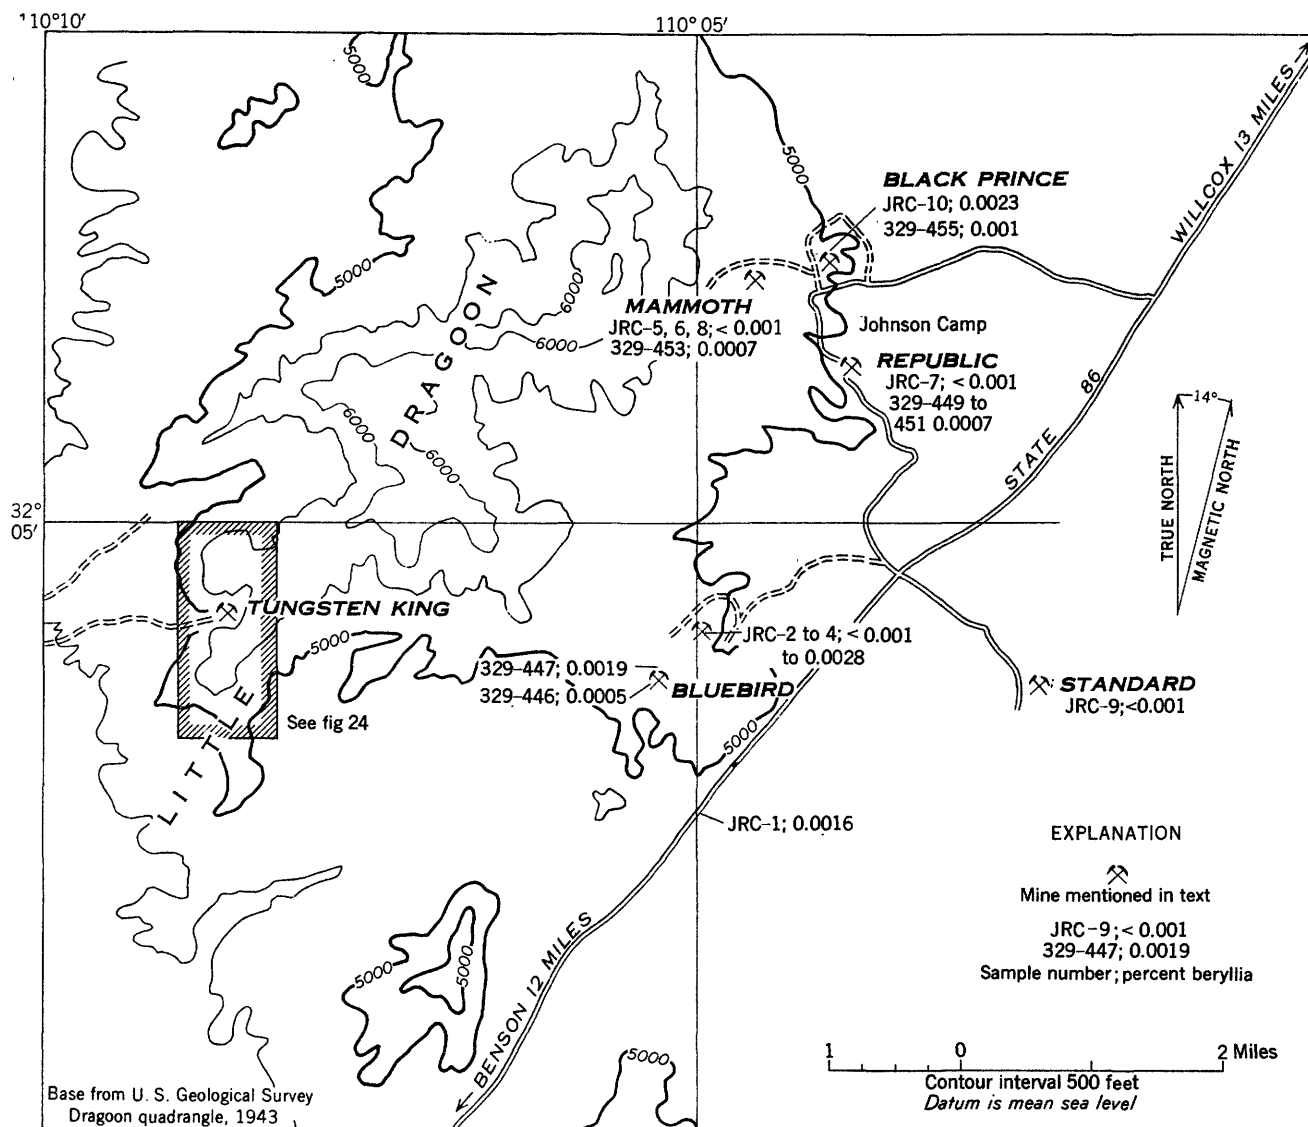 110° 10′
110° 05′
5000
WILLCOX 13 MILES
5000
BLACK PRINCE
JRC-10; 0.0023
329-455; 0.001
5000
6000
DRAGOON
MAMMOTH
JRC-5, 6, 8; < 0.001
329-453; 0.0007
6000
Johnson Camp
REPUBLIC
JRC-7; < 0.001
329-449 to
451 0.0007
86
STATE
14°
TRUE NORTH
MAGNETIC NORTH
6000
6000
32°
05′
TUNGSTEN KING
5000
JRC-2 to 4; < 0.001
to 0.0028
329-447; 0.0019
329-446; 0.0005
BLUEBIRD
STANDARD
JRC-9; <0.001
See fig 24
LITTLE
5000
JRC-1; 0.0016
EXPLANATION
Mine mentioned in text
JRC-9; < 0.001
329-447; 0.0019
Sample number; percent beryllia
5000
5000
BENSON 12 MILES
5000
1 0 2 Miles
Contour interval 500 feet
Datum is mean sea level
Base from U. S. Geological Survey
Dragoon quadrangle, 1943